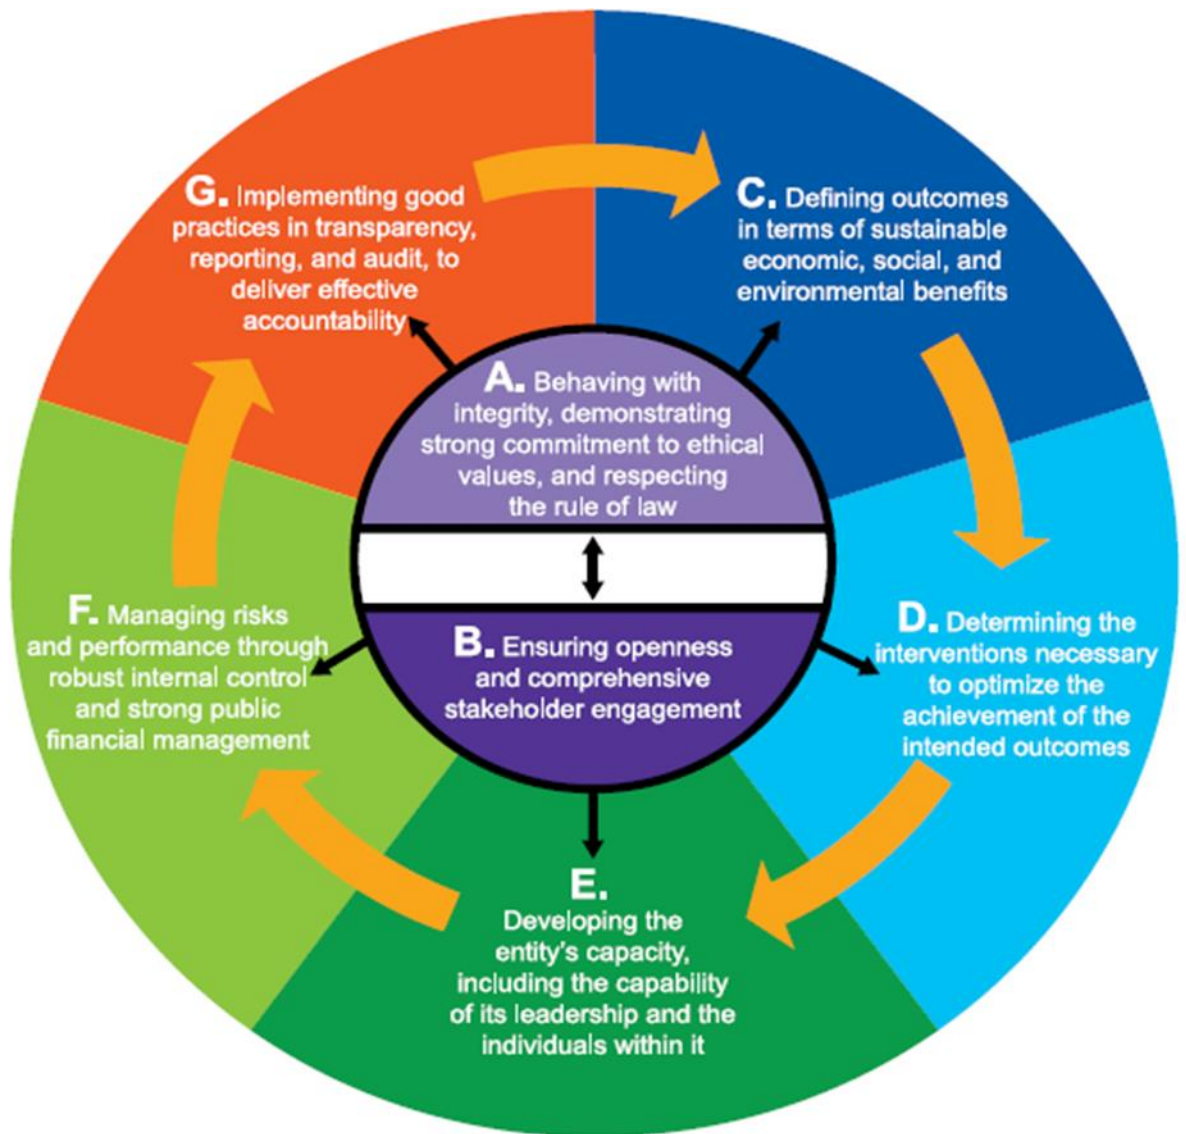 G. Implementing good
practices in transparency,
reporting, and audit, to
deliver effective
accountability
C. Defining outcomes
in terms of sustainable
economic, social, and
environmental benefits
A. Behaving with
integrity, demonstrating
strong commitment to ethical
values, and respecting
the rule of law
F. Managing risks
and performance through
robust internal control
and strong public
financial management
B. Ensuring openness
and comprehensive
stakeholder engagement
D. Determining the
interventions necessary
to optimize the
achievement of the
intended outcomes
E.
Developing the
entity's capacity,
including the capability
of its leadership and the
individuals within it